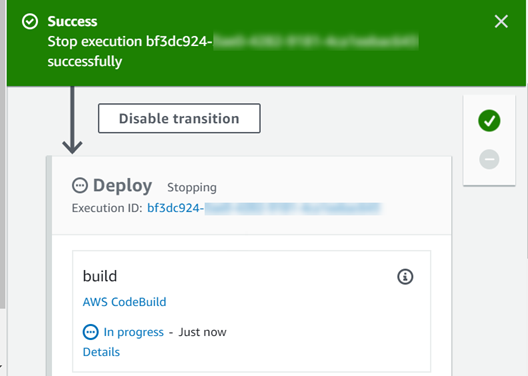 Success
Stop execution bf3dc924-
successfully
Disable transition
Deploy Stopping
Execution ID: bf3dc924-
build
AWS CodeBuild
In progress - Just now
Details